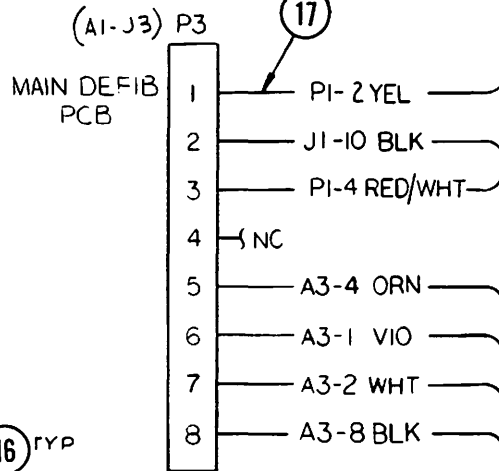 (A1-J3) P3 17
MAIN DEFIB
PCB
1 P1-2 YEL
2 J1-10 BLK
3 P1-4 RED/WHT
4 NC
5 A3-4 ORN
6 A3-1 VIO
7 A3-2 WHT
8 A3-8 BLK
16 TYP